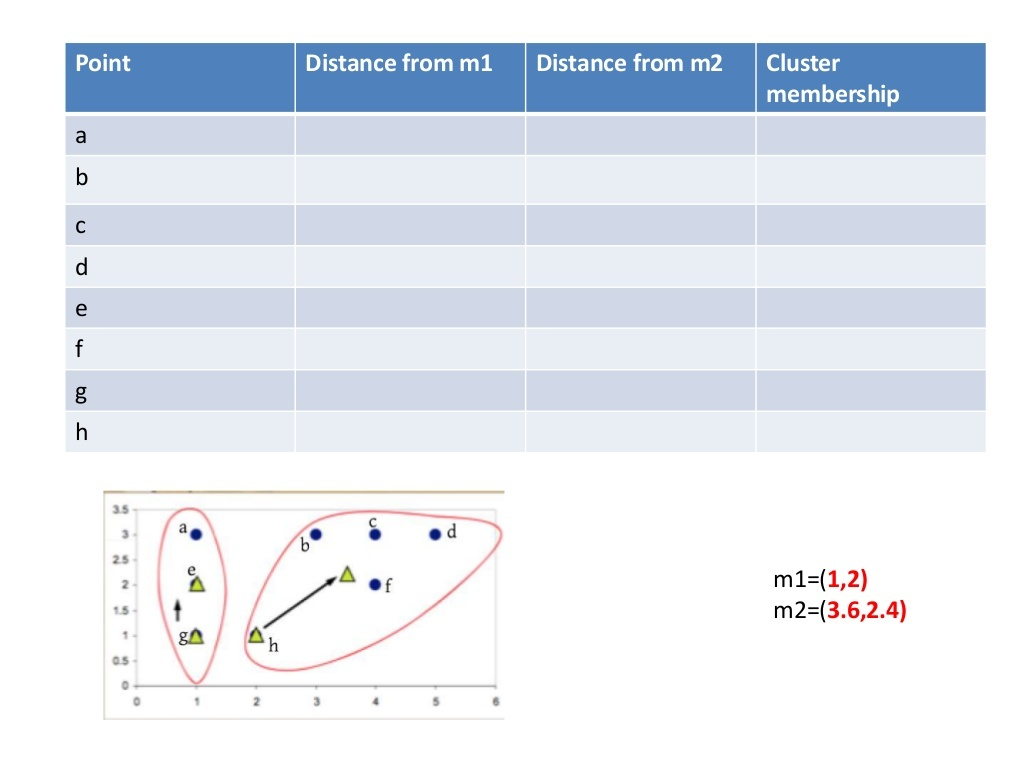 Point Distance from m1 Distance from m2 Cluster
membership
a
b
c
d
e
f
g
h
3.5
3
2.5
2
1.5
1
0.5
0
0 1 2 3 4 5 6
a
b
c
d
e
f
g
h
m1=(1,2)
m2=(3.6,2.4)